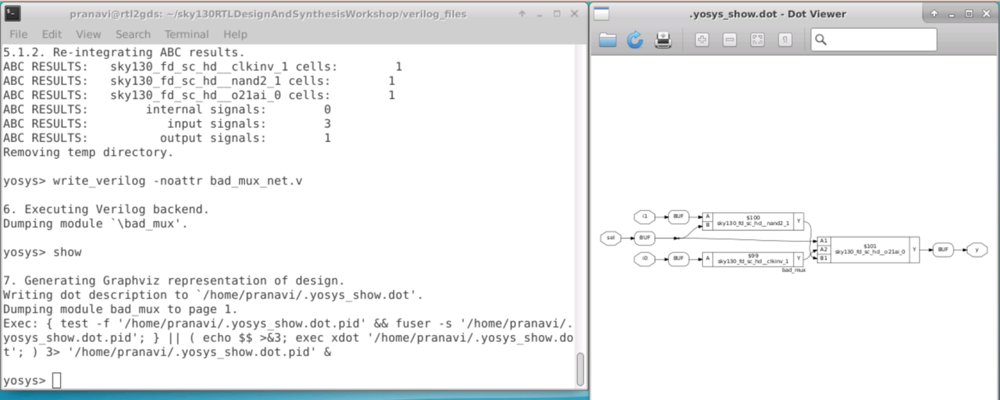 pranavi@rtl2gds: ~/sky130RTLDesignAndSynthesisWorkshop/verilog_files
File Edit View Search Terminal Help
5.1.2. Re-integrating ABC results.
ABC RESULTS:   sky130_fd_sc_hd__clkinv_1 cells:        1
ABC RESULTS:   sky130_fd_sc_hd__nand2_1 cells:        1
ABC RESULTS:   sky130_fd_sc_hd__o21ai_0 cells:        1
ABC RESULTS:        internal signals:        0
ABC RESULTS:           input signals:        3
ABC RESULTS:          output signals:        1
Removing temp directory.
yosys> write_verilog -noattr bad_mux_net.v
6. Executing Verilog backend.
Dumping module `\bad_mux'.
yosys> show
7. Generating Graphviz representation of design.
Writing dot description to `/home/pranavi/.yosys_show.dot'.
Dumping module bad_mux to page 1.
Exec: { test -f '/home/pranavi/.yosys_show.dot.pid' && fuser -s '/home/pranavi/.
yosys_show.dot.pid'; } || ( echo $$ >&3; exec xdot '/home/pranavi/.yosys_show.do
t'; ) 3> '/home/pranavi/.yosys_show.dot.pid' &
yosys>
.yosys_show.dot - Dot Viewer
i1 BUF A $100 Y
B sky130_fd_sc_hd__nand2_1
sel BUF
A1 $101
A2 sky130_fd_sc_hd__o21ai_0 Y BUF y
B1
i0 BUF A $99 Y
sky130_fd_sc_hd__clkinv_1
bad_mux